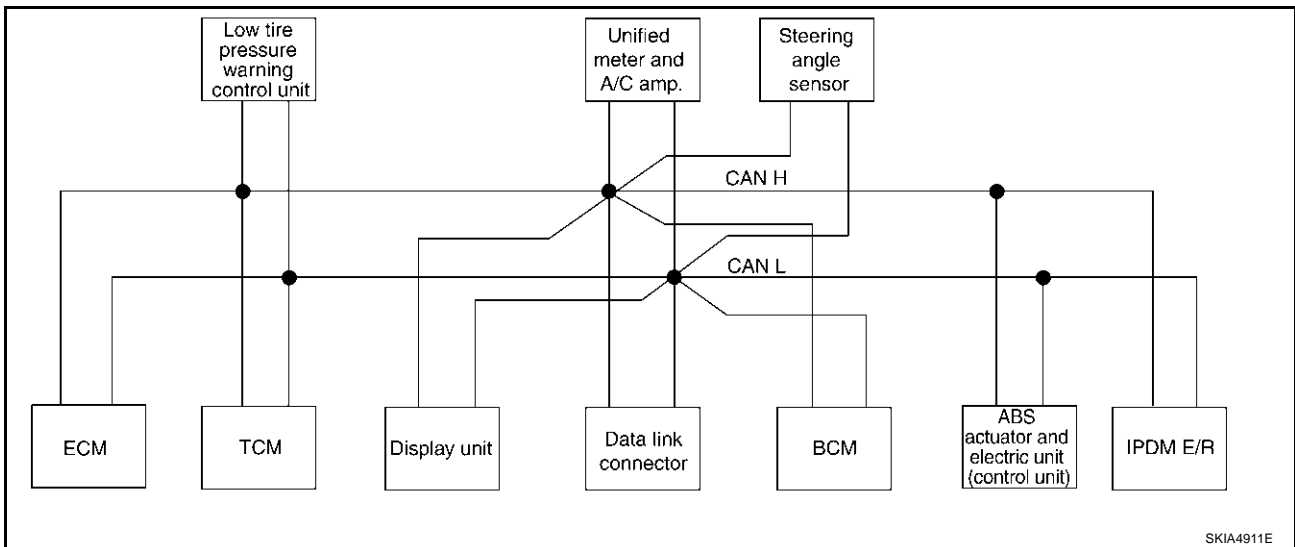 Low tire
pressure
warning
control unit
Unified
meter and
A/C amp.
Steering
angle
sensor
CAN H
CAN L
ECM
TCM
Display unit
Data link
connector
BCM
ABS
actuator and
electric unit
(control unit)
IPDM E/R
SKIA4911E